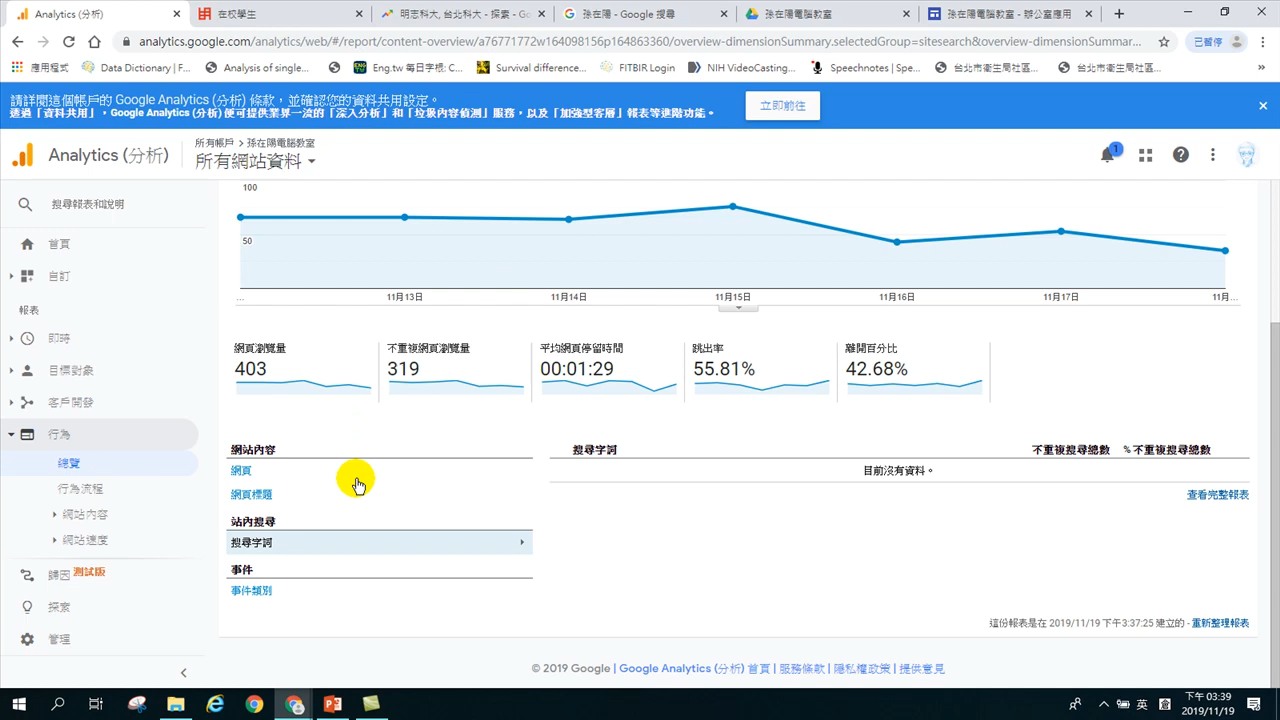 Analytics (分析)
在校學生
明志科大, 台北科大 - 探索 - Go
孫在陽 - Google 搜尋
孫在陽電腦教室
孫在陽電腦教室 - 辦公室應用
analytics.google.com/analytics/web/#/report/content-overview/a76771772w164098156p164863360/overview-dimensionSummary.selectedGroup=sitesearch&overview-dimensionSummar...
已暫停
應用程式
Data Dictionary | F...
Analysis of single...
Eng.tw 每日字根: C...
Survival difference...
FITBIR Login
NIH VideoCasting...
Speechnotes | Spe...
台北市衛生局社區...
台北市衛生局社區...
請詳閱這個帳戶的 Google Analytics (分析) 條款，並確認您的資料共用設定。
透過「資料共用」，Google Analytics (分析) 便可提供業界一流的「深入分析」和「垃圾內容偵測」服務，以及「加強型客層」報表等進階功能。
立即前往
Analytics (分析)
所有帳戶 > 孫在陽電腦教室
所有網站資料
1
搜尋報表和說明
首頁
自訂
報表
即時
目標對象
客戶開發
行為
總覽
行為流程
網站內容
網站速度
歸因 測試版
探索
管理
100
50
...
11月13日
11月14日
11月15日
11月16日
11月17日
11月...
網頁瀏覽量
403
不重複網頁瀏覽量
319
平均網頁停留時間
00:01:29
跳出率
55.81%
離開百分比
42.68%
網站內容
網頁
網頁標題
站內搜尋
搜尋字詞
事件
事件類別
搜尋字詞
不重複搜尋總數
% 不重複搜尋總數
目前沒有資料。
查看完整報表
這份報表是在 2019/11/19 下午3:37:25 建立的 - 重新整理報表
© 2019 Google | Google Analytics (分析) 首頁 | 服務條款 | 隱私權政策 | 提供意見
英
下午 03:39
2019/11/19